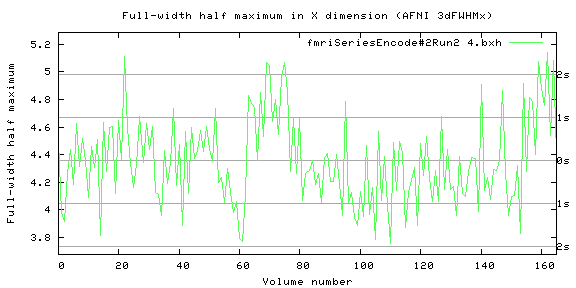 Full-width half maximum in X dimension (AFNI 3dFWHMx)
fmriSeriesEncode#2Run2 4.bxh
Full-width half maximum
5.2
5
4.8
4.6
4.4
4.2
4
3.8
2s
1s
0s
1s
2s
0 20 40 60 80 100 120 140 160
Volume number